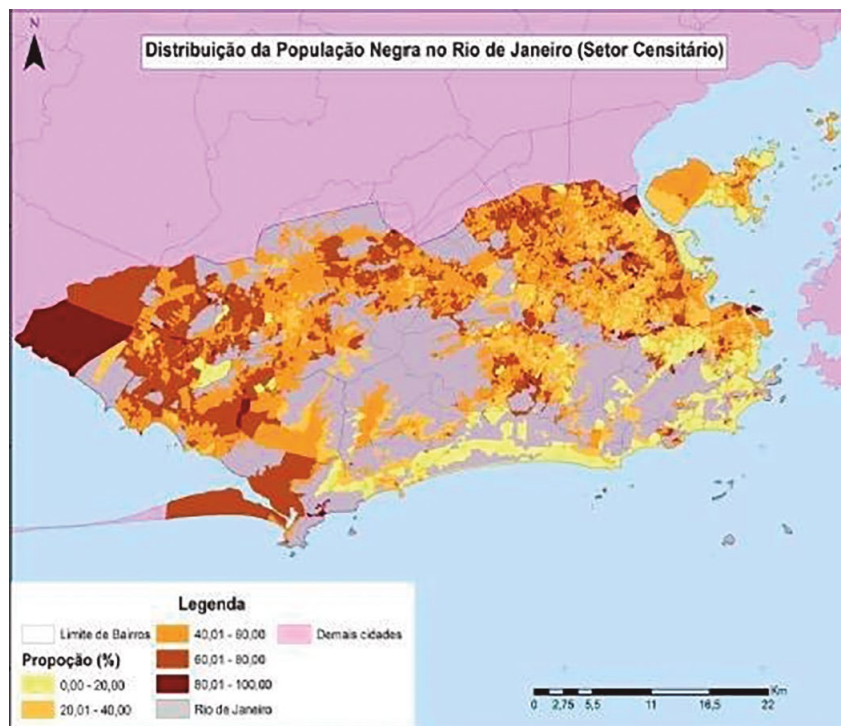 N
Distribuição da População Negra no Rio de Janeiro (Setor Censitário)
Legenda
Limite de Bairros
Propoção (%)
0,00 - 20,00
20,01 - 40,00
40,01 - 60,00
60,01 - 80,00
80,01 - 100,00
Rio de Janeiro
Demais cidades
Km
0 2,75 5,5 11 16,5 22